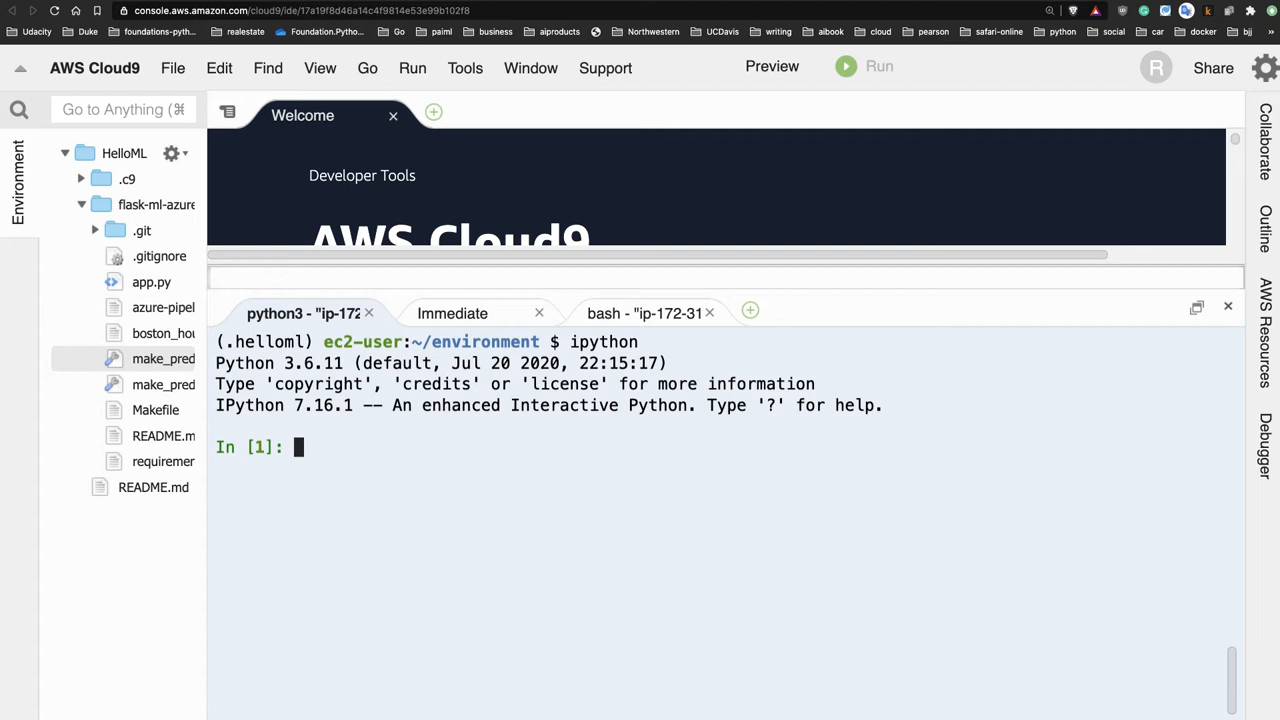 console.aws.amazon.com/cloud9/ide/17a19f8d46a14c4f9814e53e99b102f8
Udacity Duke foundations-pyth... realestate Foundation.Pytho... Go paiml business aiproducts Northwestern UCDavis writing aibook cloud pearson safari-online python social car docker bjj »
AWS Cloud9 File Edit Find View Go Run Tools Window Support Preview Run R Share
Go to Anything (⌘
Welcome
Environment
HelloML
.c9
flask-ml-azure
.git
.gitignore
app.py
azure-pipel
boston_hou
make_pred
make_pred
Makefile
README.m
requiremen
README.md
Developer Tools
AWS Cloud9
python3 - "ip-172 Immediate bash - "ip-172-31
(.helloml) ec2-user:~/environment $ ipython
Python 3.6.11 (default, Jul 20 2020, 22:15:17)
Type 'copyright', 'credits' or 'license' for more information
IPython 7.16.1 -- An enhanced Interactive Python. Type '?' for help.
In [1]:
Collaborate
Outline
AWS Resources
Debugger